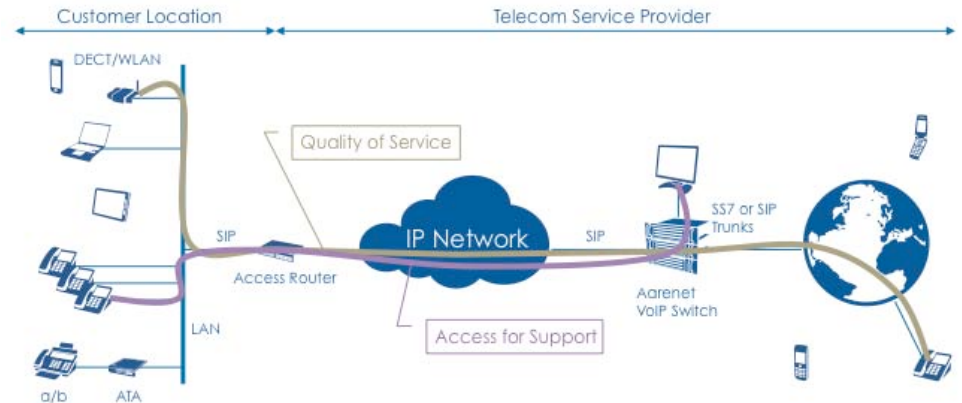 Customer Location
Telecom Service Provider
DECT/WLAN
Quality of Service
SIP
IP Network
SIP
SS7 or SIP
Trunks
Access Router
Aarenet
VoIP Switch
LAN
Access for Support
a/b
ATA